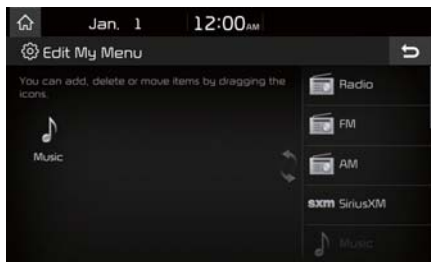 Jan. 1 12:00AM
Edit My Menu
You can add, delete or move items by dragging the
icons.
Music
Radio
FM
AM
sxm SiriusXM
Music